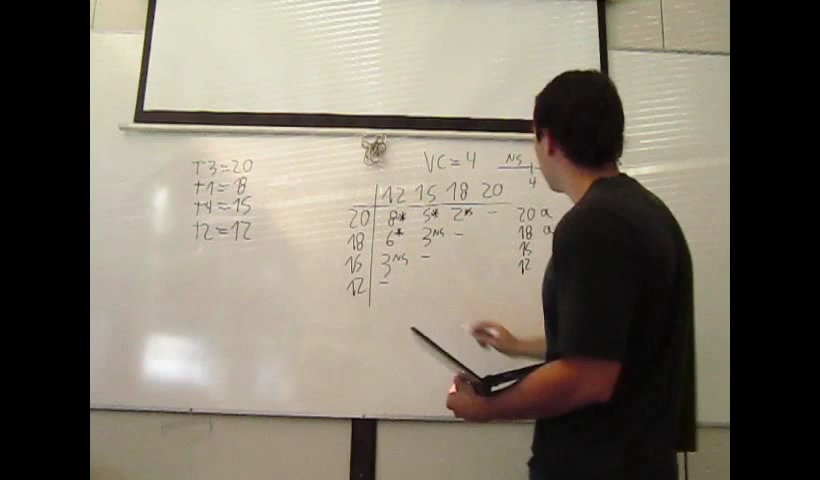 t3=20
t1=8
t4=15
t2=12
VC=4
NS
4
12 15 18 20
20 8* 5* 2NS -
18 6* 3NS -
15 3NS -
12 -
20 a
18 a
15
12